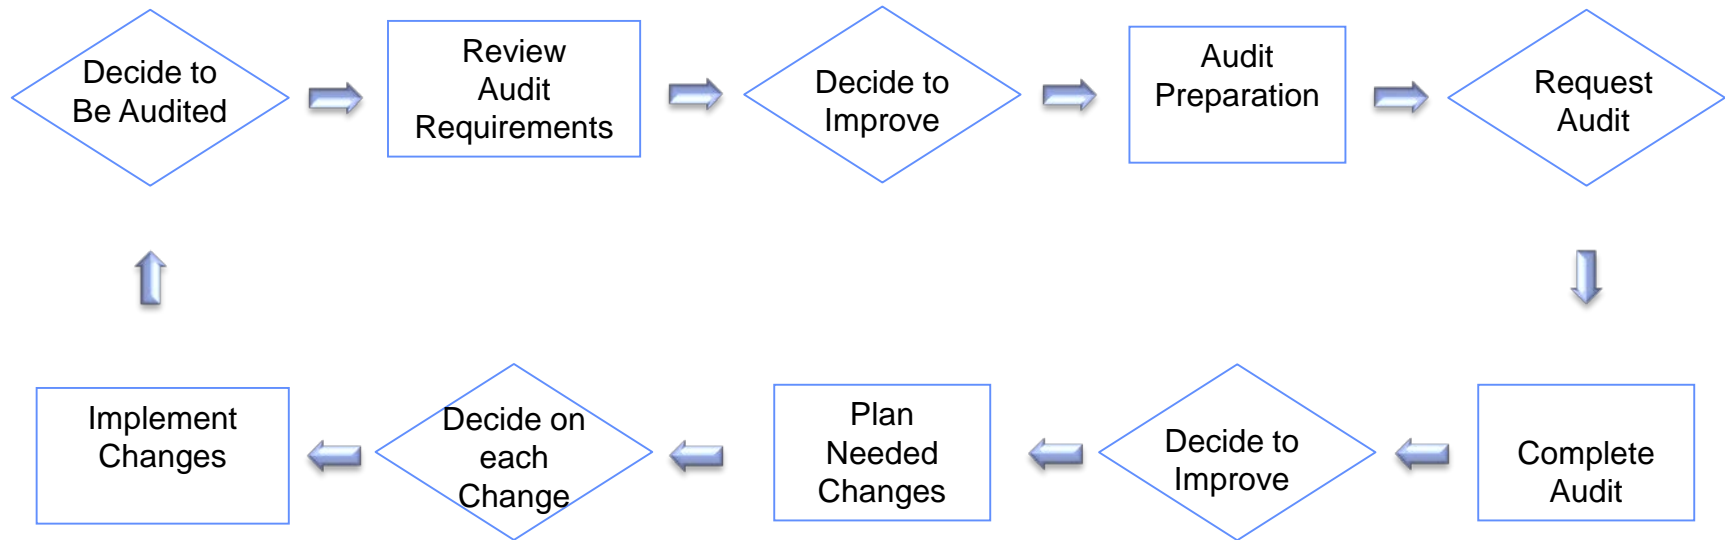 Decide to
Be Audited
Review
Audit
Requirements
Decide to
Improve
Audit
Preparation
Request
Audit
Implement
Changes
Decide on
each
Change
Plan
Needed
Changes
Decide to
Improve
Complete
Audit